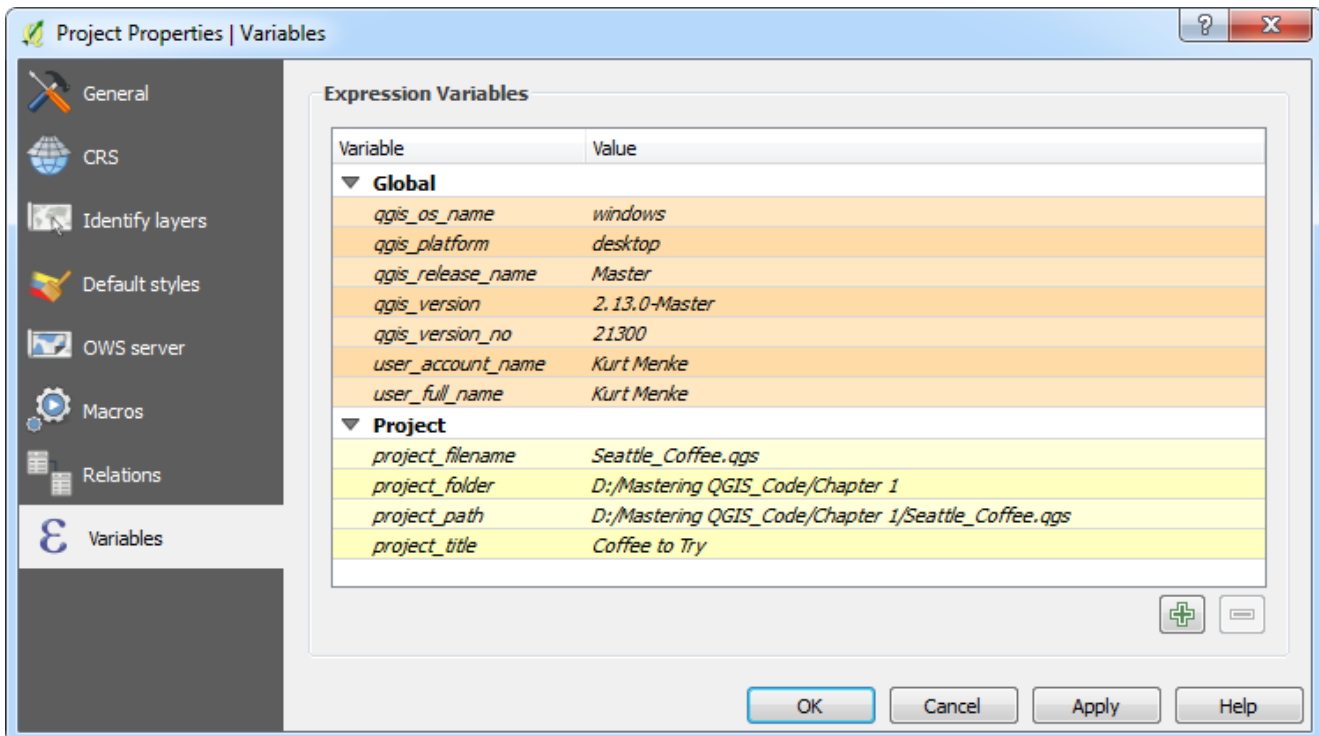 Project Properties | Variables
General
CRS
Identify layers
Default styles
OWS server
Macros
Relations
Variables
Expression Variables
Variable Value
Global
qgis_os_name windows
qgis_platform desktop
qgis_release_name Master
qgis_version 2.13.0-Master
qgis_version_no 21300
user_account_name Kurt Menke
user_full_name Kurt Menke
Project
project_filename Seattle_Coffee.qgs
project_folder D:/Mastering QGIS_Code/Chapter 1
project_path D:/Mastering QGIS_Code/Chapter 1/Seattle_Coffee.qgs
project_title Coffee to Try
OK Cancel Apply Help